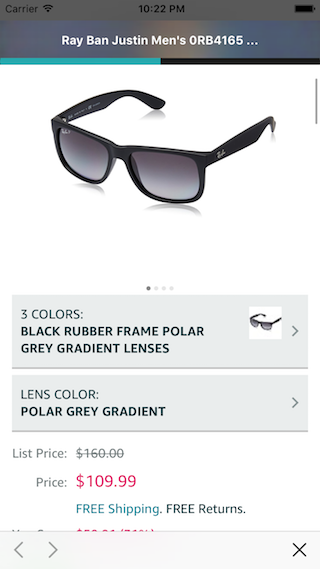 Carrier 10:22 PM
Ray Ban Justin Men's 0RB4165 ...
3 COLORS:
BLACK RUBBER FRAME POLAR
GREY GRADIENT LENSES
LENS COLOR:
POLAR GREY GRADIENT
List Price: $160.00
Price: $109.99
FREE Shipping. FREE Returns.